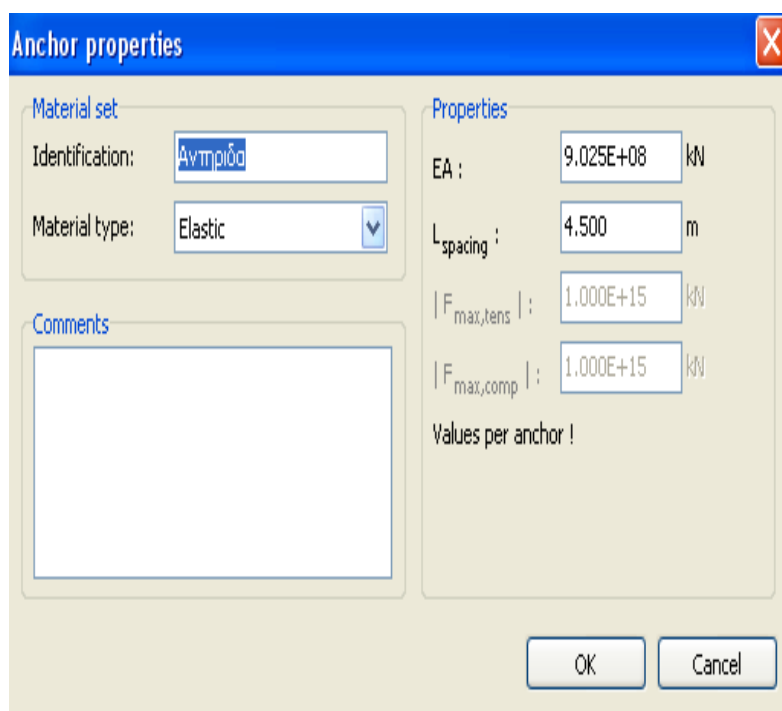 Anchor properties
Material set
Identification: Αντηριδα
Material type: Elastic
Comments
Properties
EA : 9.025E+08 kN
Lspacing : 4.500 m
|Fmax,tens| : 1.000E+15 kN
|Fmax,comp| : 1.000E+15 kN
Values per anchor !
OK Cancel